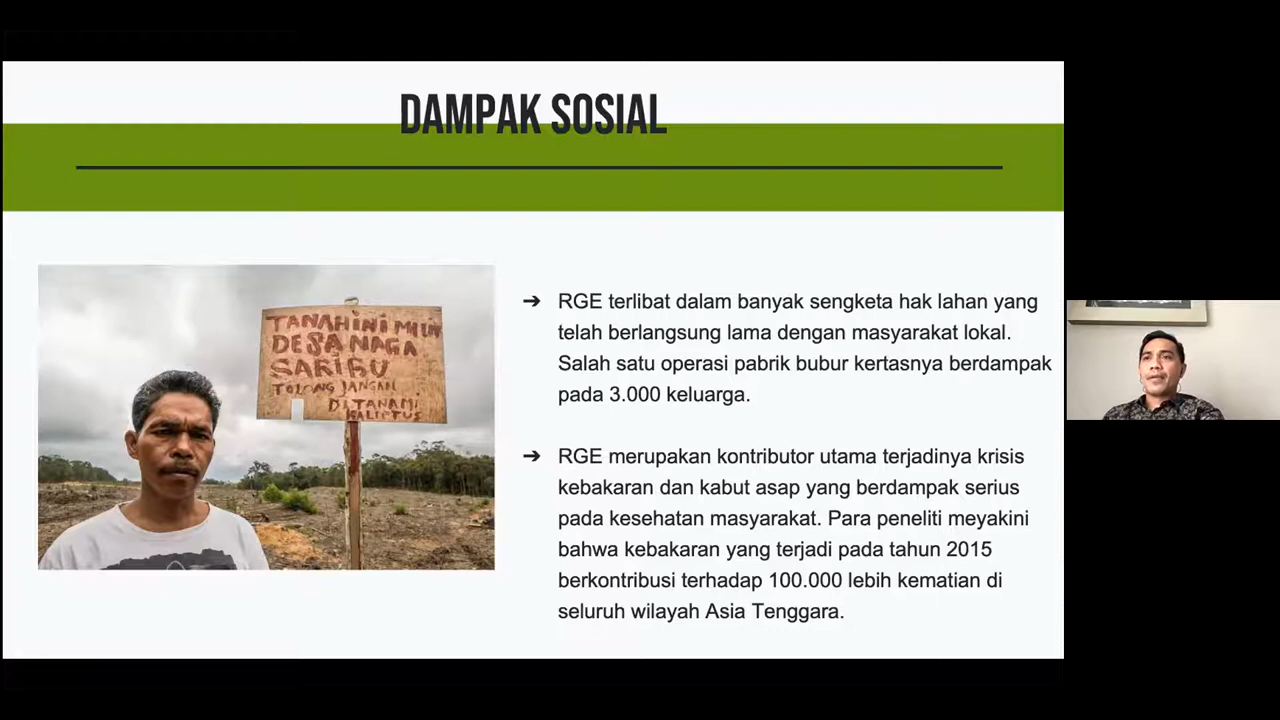 DAMPAK SOSIAL
TANAH INI MILIK
DESA NAGA
SARIBU
TOLONG JANGAN
DI TANAMI
KALIPTUS
➔ RGE terlibat dalam banyak sengketa hak lahan yang
telah berlangsung lama dengan masyarakat lokal.
Salah satu operasi pabrik bubur kertasnya berdampak
pada 3.000 keluarga.
➔ RGE merupakan kontributor utama terjadinya krisis
kebakaran dan kabut asap yang berdampak serius
pada kesehatan masyarakat. Para peneliti meyakini
bahwa kebakaran yang terjadi pada tahun 2015
berkontribusi terhadap 100.000 lebih kematian di
seluruh wilayah Asia Tenggara.